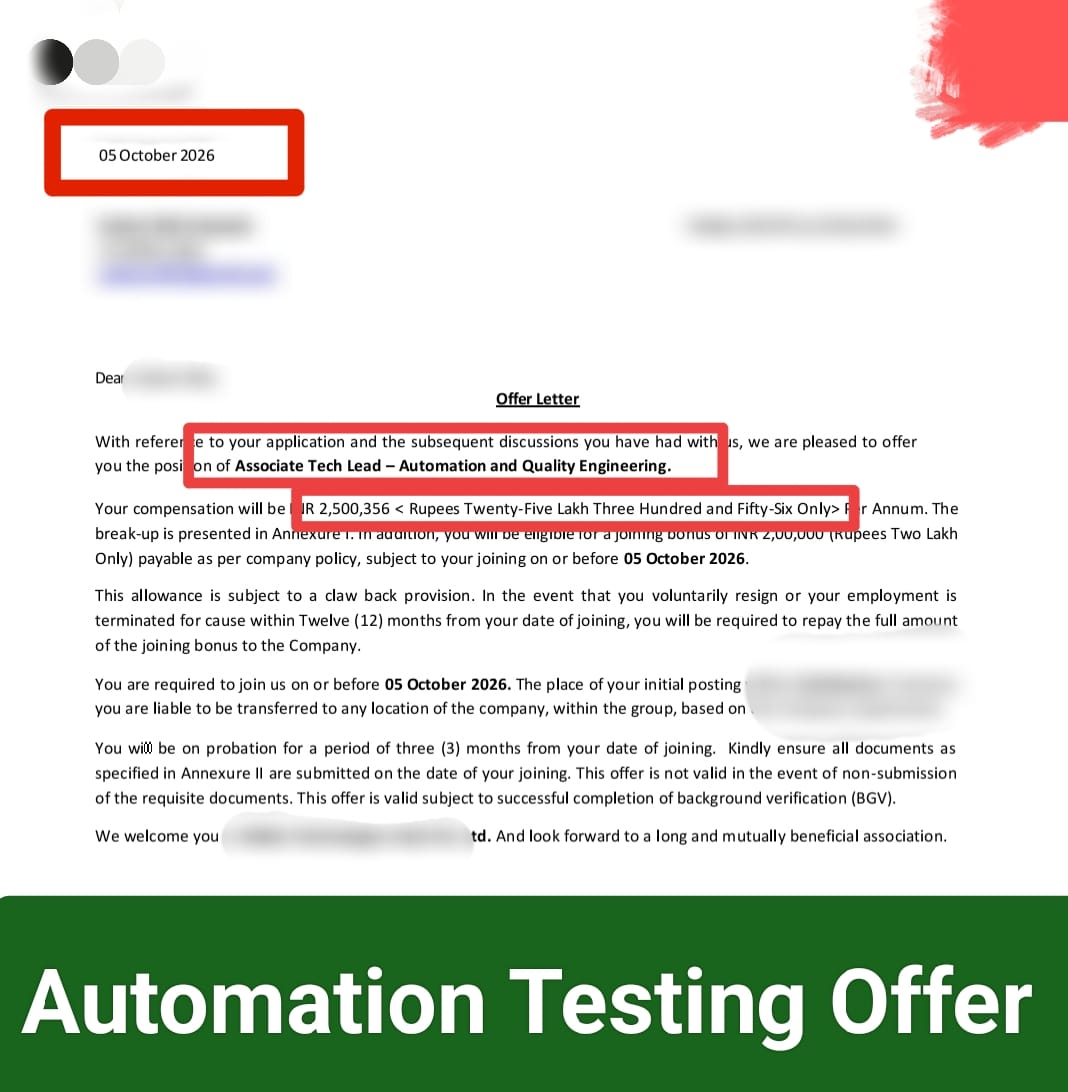 05 October 2026
Dear
Offer Letter
With reference to your application and the subsequent discussions you have had with us, we are pleased to offer
you the position of Associate Tech Lead – Automation and Quality Engineering.
Your compensation will be INR 2,500,356 < Rupees Twenty-Five Lakh Three Hundred and Fifty-Six Only> Per Annum. The
break-up is presented in Annexure I. In addition, you will be eligible for a joining bonus of INR 2,00,000 (Rupees Two Lakh
Only) payable as per company policy, subject to your joining on or before 05 October 2026.
This allowance is subject to a claw back provision. In the event that you voluntarily resign or your employment is
terminated for cause within Twelve (12) months from your date of joining, you will be required to repay the full amount
of the joining bonus to the Company.
You are required to join us on or before 05 October 2026. The place of your initial posting
you are liable to be transferred to any location of the company, within the group, based on
You will be on probation for a period of three (3) months from your date of joining. Kindly ensure all documents as
specified in Annexure II are submitted on the date of your joining. This offer is not valid in the event of non-submission
of the requisite documents. This offer is valid subject to successful completion of background verification (BGV).
We welcome you td. And look forward to a long and mutually beneficial association.
Automation Testing Offer